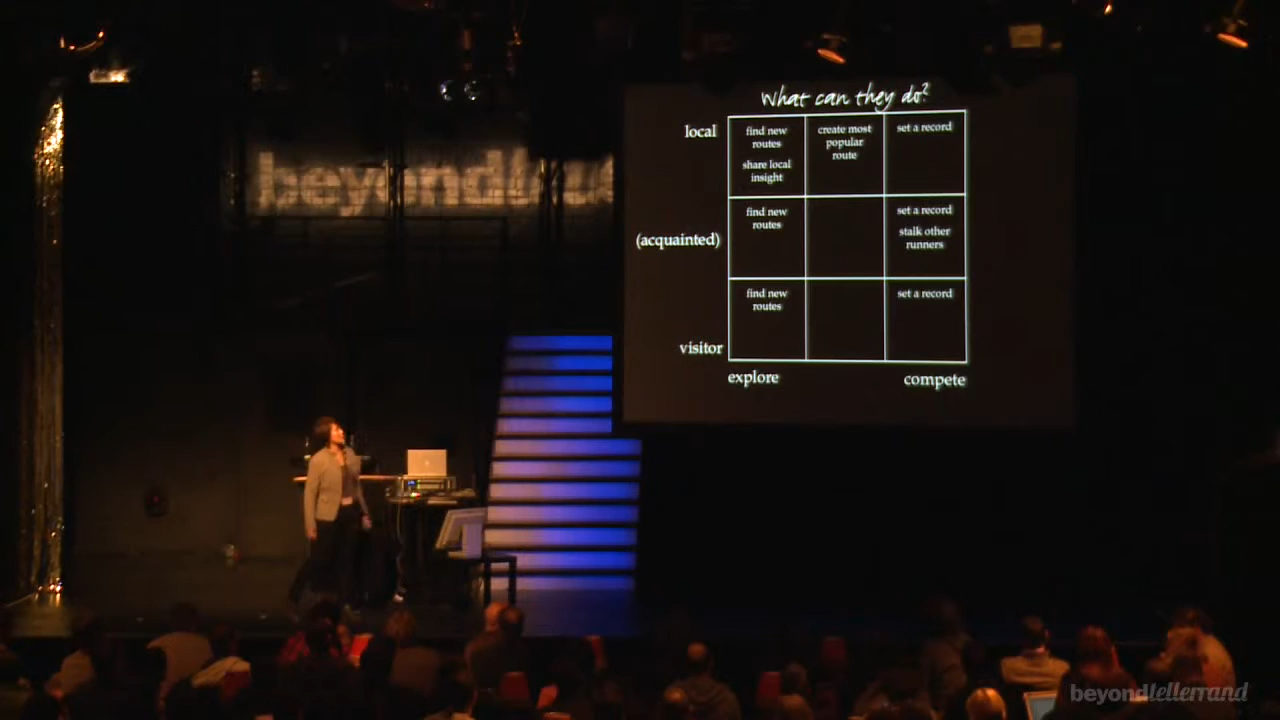 What can they do?
local
find new
routes
share local
insight
create most
popular
route
set a record
(acquainted)
find new
routes
set a record
stalk other
runners
visitor
find new
routes
set a record
explore
compete
beyond
beyondtellerrand